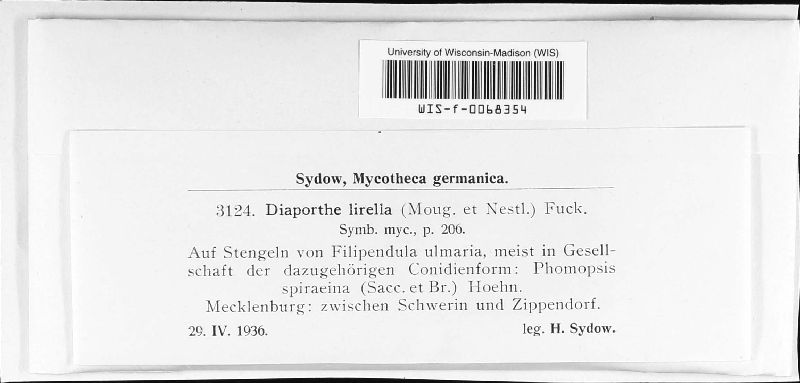 University of Wisconsin-Madison (WIS)
WIS-f-0068354
Sydow, Mycotheca germanica.
3124. Diaporthe lirella (Moug. et Nestl.) Fuck.
Symb. myc., p. 206.
Auf Stengeln von Filipendula ulmaria, meist in Gesell-
schaft der dazugehörigen Conidienform: Phomopsis
spiraeina (Sacc. et Br.) Hoehn.
Mecklenburg: zwischen Schwerin und Zippendorf.
29. IV. 1936. leg. H. Sydow.